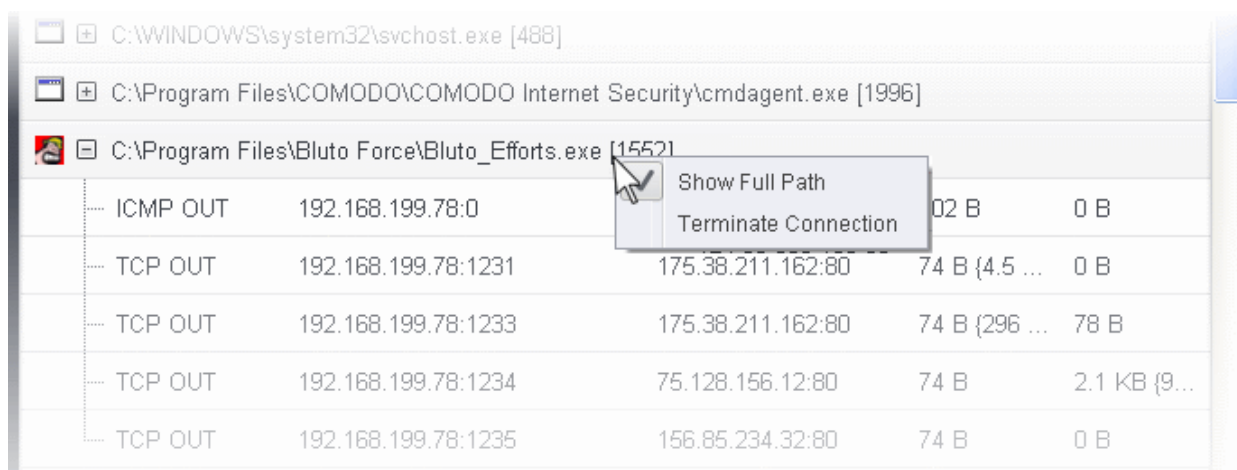 C:\WINDOWS\system32\svchost.exe [488]
C:\Program Files\COMODO\COMODO Internet Security\cmdagent.exe [1996]
C:\Program Files\Bluto Force\Bluto_Efforts.exe [1552]
Show Full Path
Terminate Connection
ICMP OUT 192.168.199.78:0 02 B 0 B
TCP OUT 192.168.199.78:1231 175.38.211.162:80 74 B {4.5 ... 0 B
TCP OUT 192.168.199.78:1233 175.38.211.162:80 74 B {296 ... 78 B
TCP OUT 192.168.199.78:1234 75.128.156.12:80 74 B 2.1 KB {9...
TCP OUT 192.168.199.78:1235 156.85.234.32:80 74 B 0 B